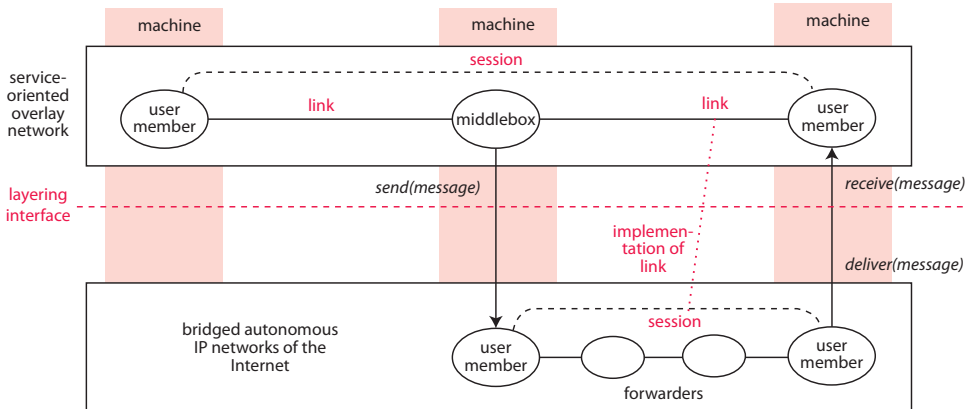 machine
machine
machine
service-
oriented
overlay
network
session
user
member
link
middlebox
link
user
member
send(message)
receive(message)
layering
interface
implemen-
tation of
link
deliver(message)
bridged autonomous
IP networks of the
Internet
session
user
member
user
member
forwarders